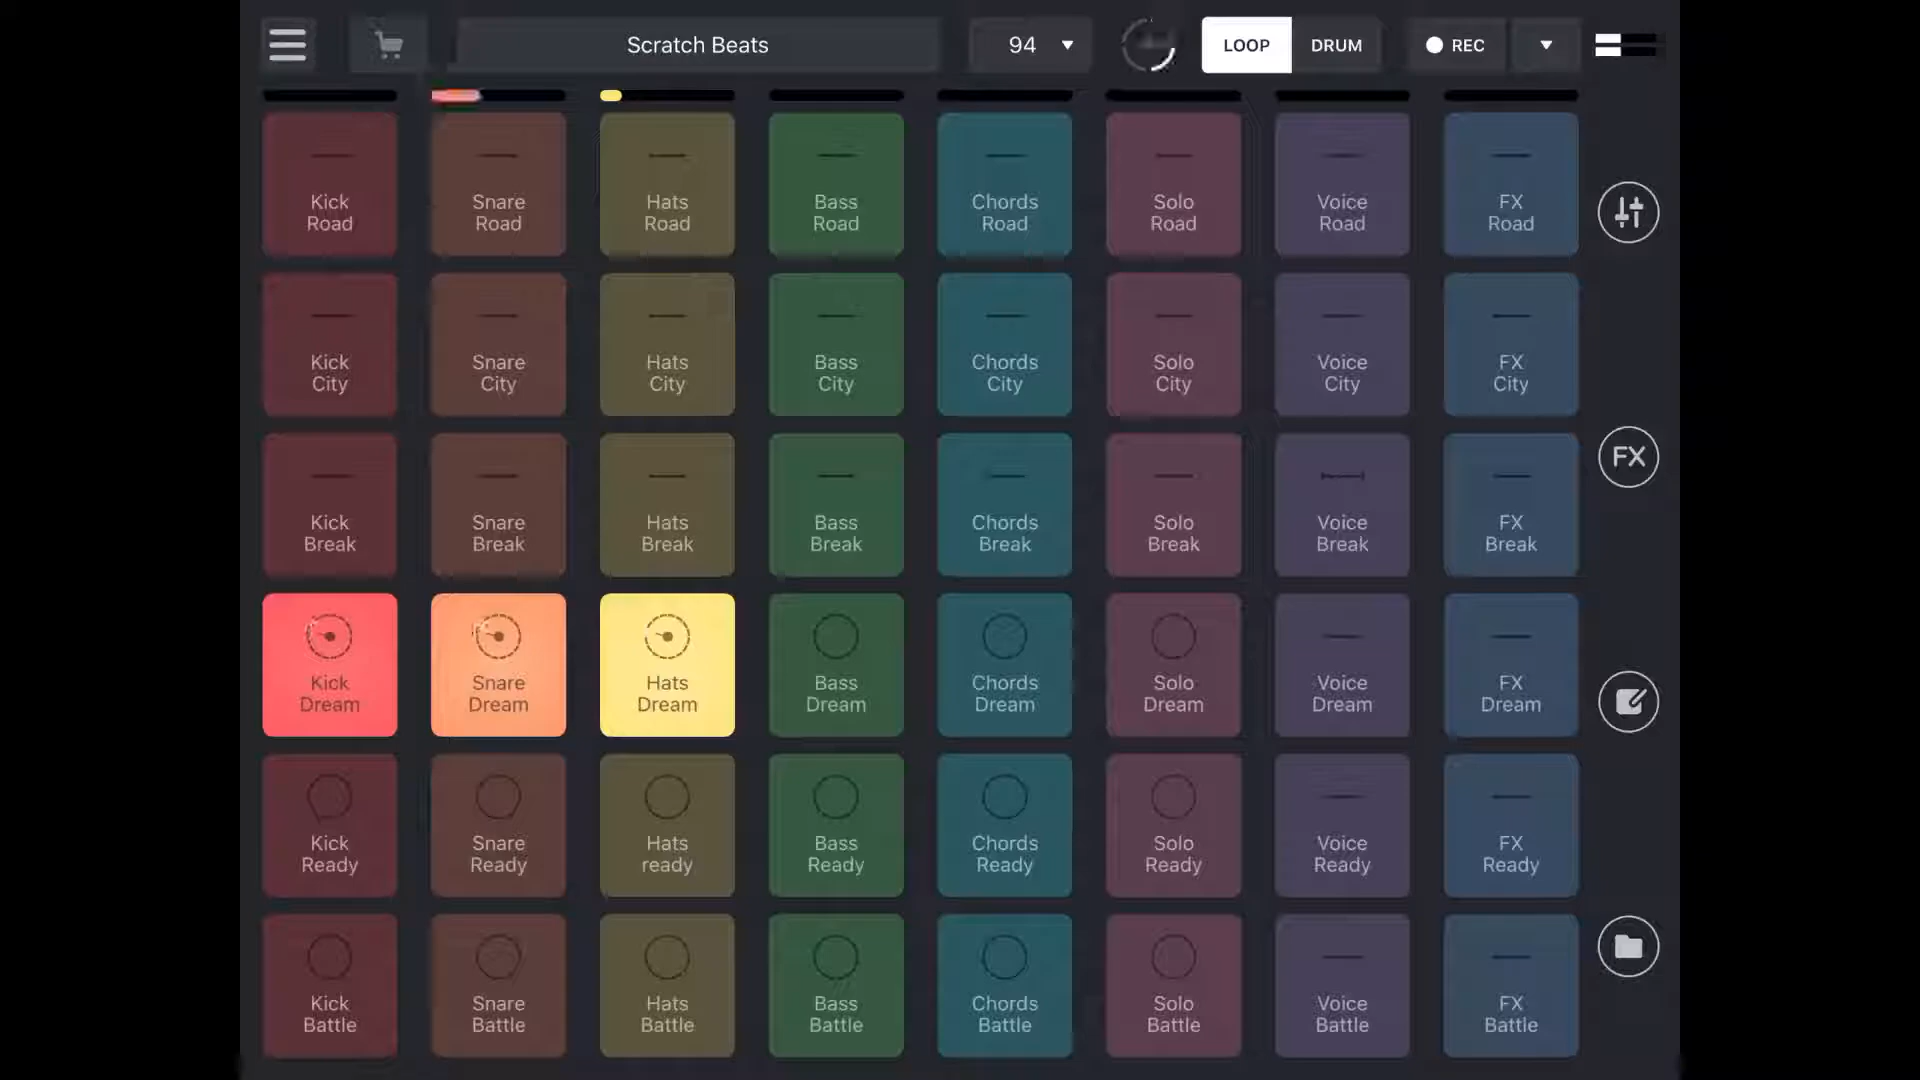 Scratch Beats
94
LOOP
DRUM
REC
Kick
Road
Snare
Road
Hats
Road
Bass
Road
Chords
Road
Solo
Road
Voice
Road
FX
Road
Kick
City
Snare
City
Hats
City
Bass
City
Chords
City
Solo
City
Voice
City
FX
City
FX
Kick
Break
Snare
Break
Hats
Break
Bass
Break
Chords
Break
Solo
Break
Voice
Break
FX
Break
Kick
Dream
Snare
Dream
Hats
Dream
Bass
Dream
Chords
Dream
Solo
Dream
Voice
Dream
FX
Dream
Kick
Ready
Snare
Ready
Hats
ready
Bass
Ready
Chords
Ready
Solo
Ready
Voice
Ready
FX
Ready
Kick
Battle
Snare
Battle
Hats
Battle
Bass
Battle
Chords
Battle
Solo
Battle
Voice
Battle
FX
Battle